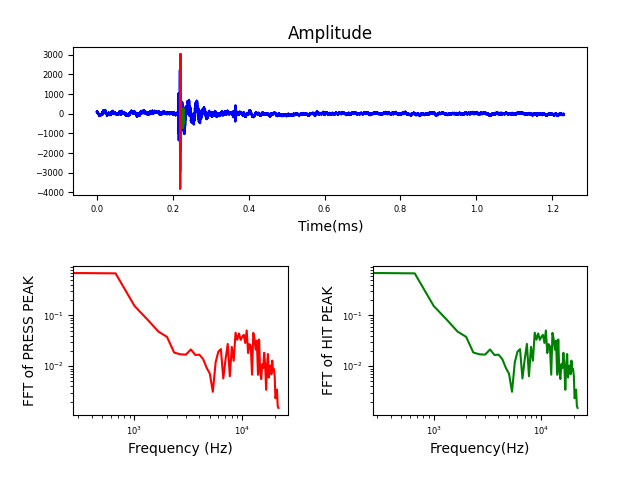 Amplitude
3000
2000
1000
0
−1000
−2000
−3000
−4000
0.0 0.2 0.4 0.6 0.8 1.0 1.2
Time(ms)
FFT of PRESS PEAK
10⁻¹
10⁻²
10³ 10⁴
Frequency (Hz)
FFT of HIT PEAK
10⁻¹
10⁻²
10³ 10⁴
Frequency(Hz)